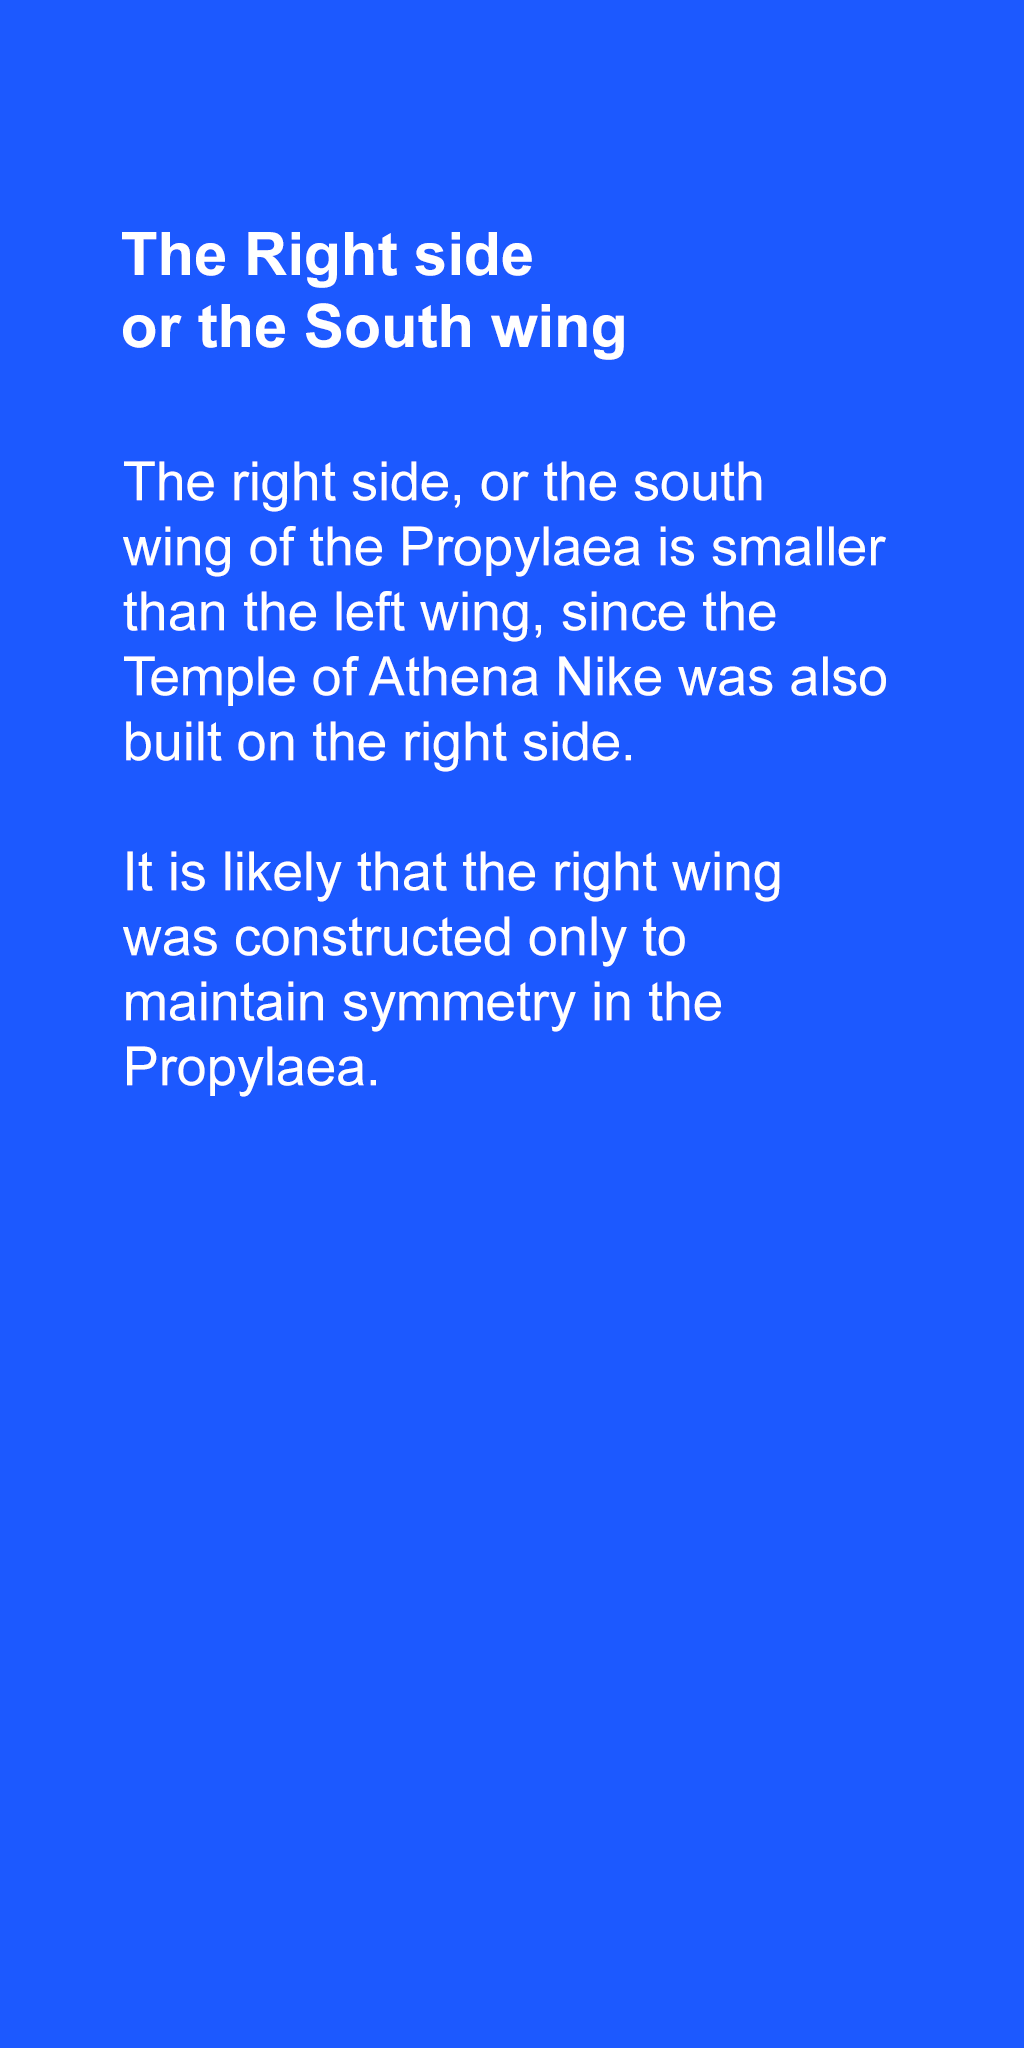 The Right side
or the South wing
The right side, or the south
wing of the Propylaea is smaller
than the left wing, since the
Temple of Athena Nike was also
built on the right side.
It is likely that the right wing
was constructed only to
maintain symmetry in the
Propylaea.